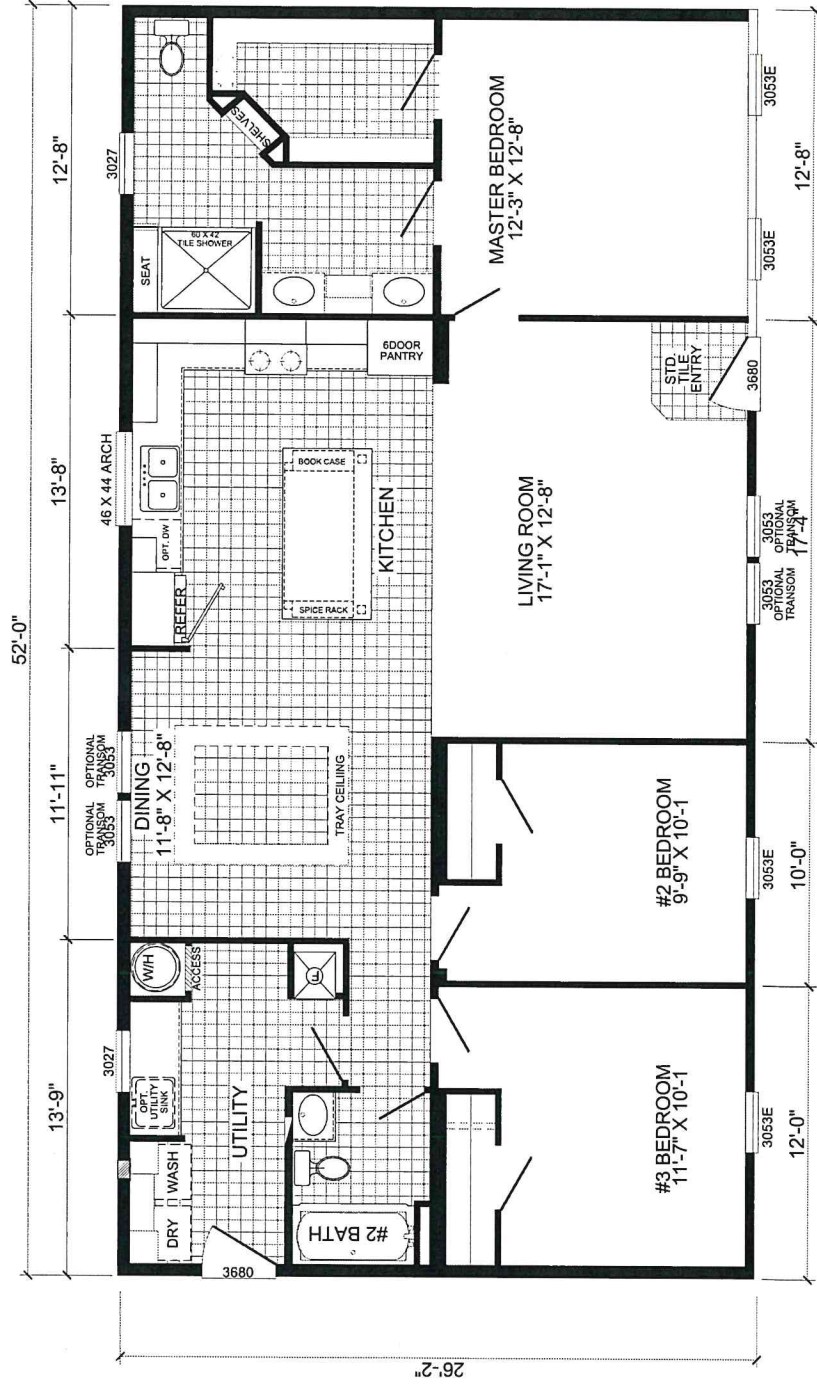 52'-0"
13'-9"
11'-11"
13'-8"
12'-8"
26'-2"
3027
OPTIONAL
TRANSOM
3053
OPTIONAL
TRANSOM
3053
46 X 44 ARCH
3027
DRY
WASH
OPT.
UTILITY
SINK
W/H
ACCESS
UTILITY
F
3680
#2 BATH
DINING
11'-8" X 12'-8"
TRAY CEILING
REFER
OPT. DW
SPICE RACK
BOOK CASE
KITCHEN
6DOOR
PANTRY
SEAT
60 X 42
TILE SHOWER
SHELVES
MASTER BEDROOM
12'-3" X 12'-8"
LIVING ROOM
17'-1" X 12'-8"
STD.
TILE
ENTRY
3680
#2 BEDROOM
9'-9" X 10'-1
#3 BEDROOM
11'-7" X 10'-1
3053E
3053E
3053
OPTIONAL
TRANSOM
3053
OPTIONAL
TRANSOM
3053E
3053E
12'-0"
10'-0"
17'-4"
12'-8"